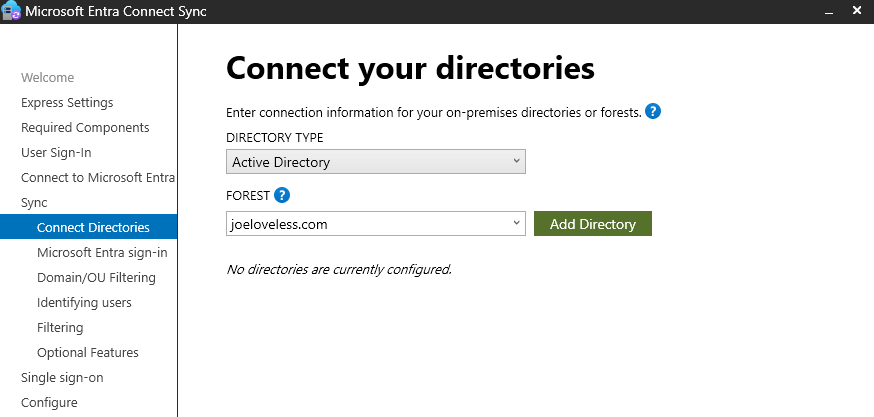 Microsoft Entra Connect Sync
Welcome
Express Settings
Required Components
User Sign-In
Connect to Microsoft Entra
Sync
Connect Directories
Microsoft Entra sign-in
Domain/OU Filtering
Identifying users
Filtering
Optional Features
Single sign-on
Configure
Connect your directories
Enter connection information for your on-premises directories or forests. ?
DIRECTORY TYPE
Active Directory
FOREST ?
joeloveless.com
Add Directory
No directories are currently configured.